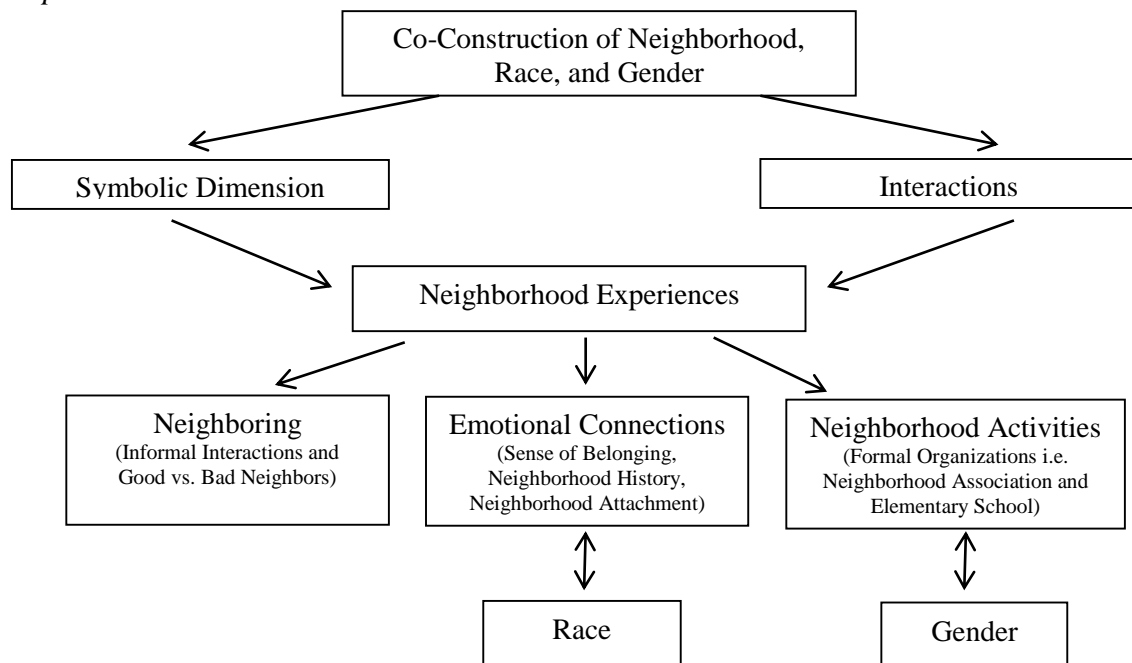 Co-Construction of Neighborhood,
Race, and Gender
Symbolic Dimension
Interactions
Neighborhood Experiences
Neighboring
(Informal Interactions and
Good vs. Bad Neighbors)
Emotional Connections
(Sense of Belonging,
Neighborhood History,
Neighborhood Attachment)
Neighborhood Activities
(Formal Organizations i.e.
Neighborhood Association and
Elementary School)
Race
Gender